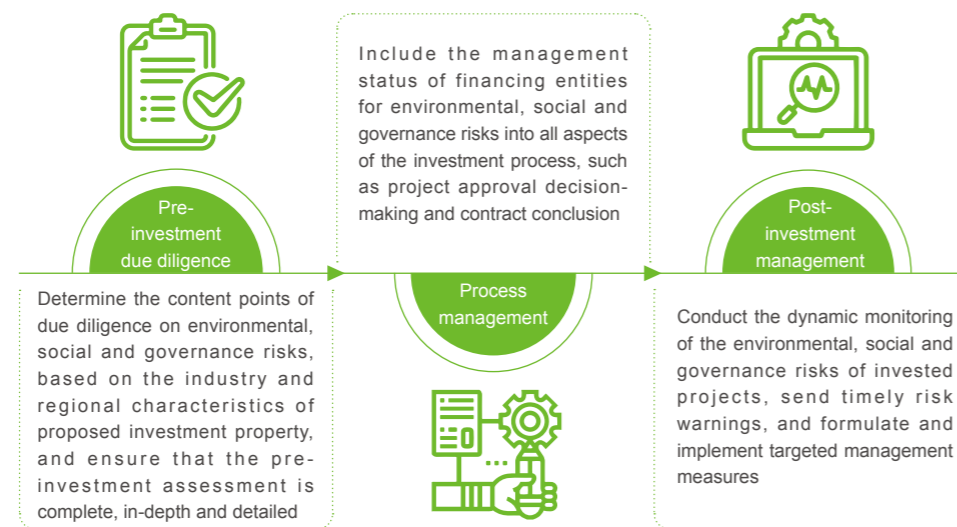 Pre-
investment
due diligence
Determine the content points of
due diligence on environmental,
social and governance risks,
based on the industry and
regional characteristics of
proposed investment property,
and ensure that the pre-
investment assessment is
complete, in-depth and detailed
Include the management
status of financing entities
for environmental, social and
governance risks into all aspects
of the investment process, such
as project approval decision-
making and contract conclusion
Process
management
Post-
investment
management
Conduct the dynamic monitoring
of the environmental, social and
governance risks of invested
projects, send timely risk
warnings, and formulate and
implement targeted management
measures